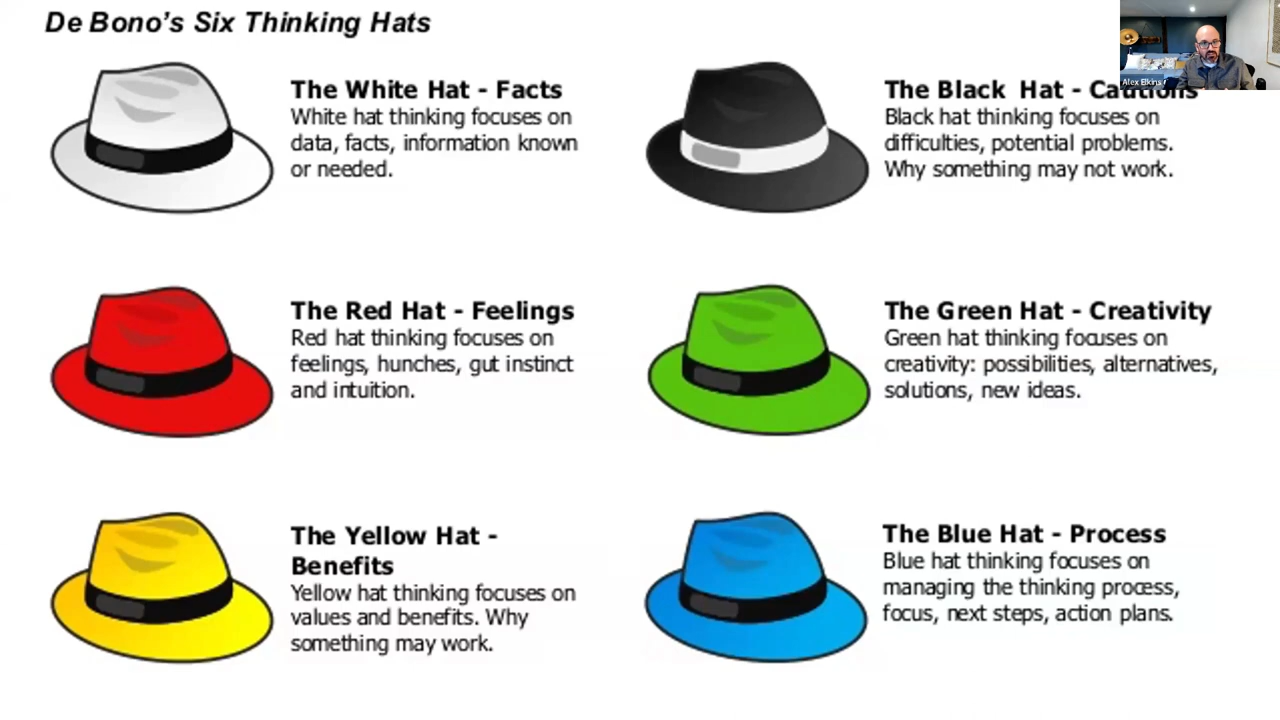 De Bono's Six Thinking Hats
The White Hat - Facts
White hat thinking focuses on
data, facts, information known
or needed.
The Black Hat - Cautions
Black hat thinking focuses on
difficulties, potential problems.
Why something may not work.
Alex Elkins
The Red Hat - Feelings
Red hat thinking focuses on
feelings, hunches, gut instinct
and intuition.
The Green Hat - Creativity
Green hat thinking focuses on
creativity: possibilities, alternatives,
solutions, new ideas.
The Yellow Hat -
Benefits
Yellow hat thinking focuses on
values and benefits. Why
something may work.
The Blue Hat - Process
Blue hat thinking focuses on
managing the thinking process,
focus, next steps, action plans.